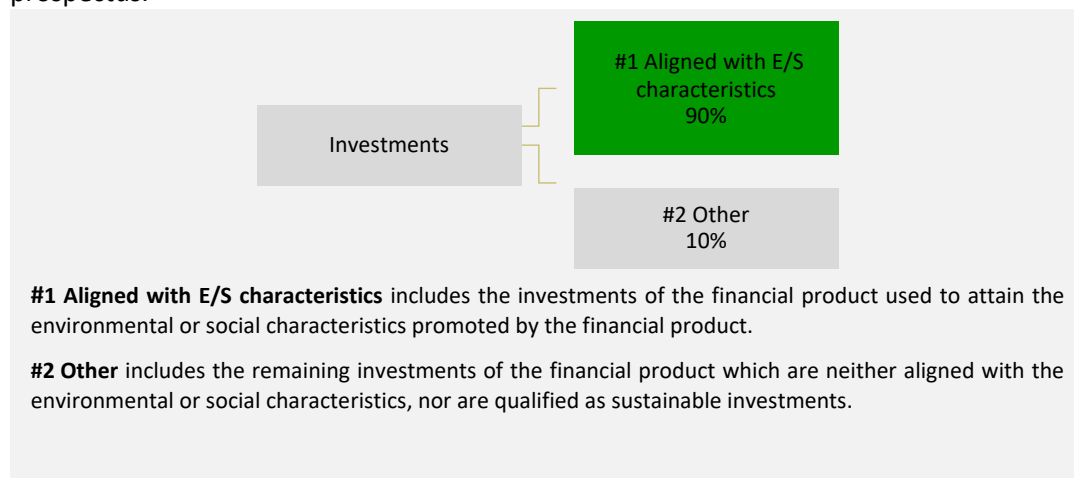 prospectus.
#1 Aligned with E/S
characteristics
90%
Investments
#2 Other
10%
#1 Aligned with E/S characteristics includes the investments of the financial product used to attain the
environmental or social characteristics promoted by the financial product.
#2 Other includes the remaining investments of the financial product which are neither aligned with the
environmental or social characteristics, nor are qualified as sustainable investments.